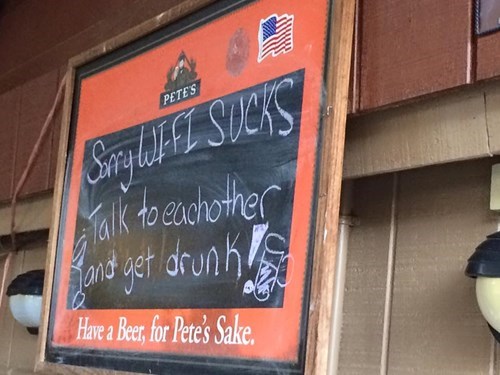 PETE'S
Sorry WI-FI SUCKS
Talk to eachother
and get drunk!
Have a Beer, for Pete's Sake.